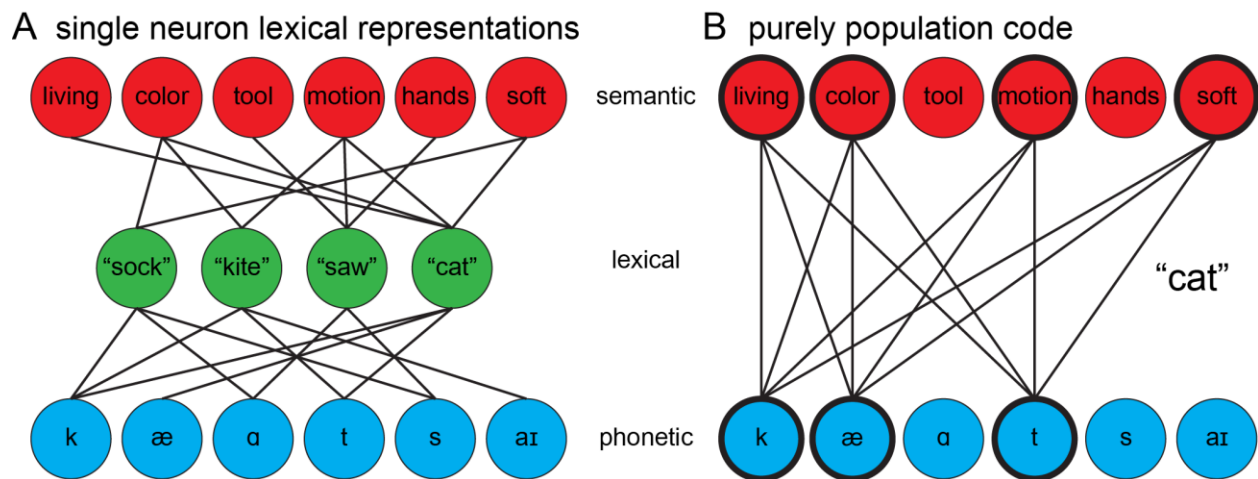 A single neuron lexical representations
B purely population code
living color tool motion hands soft
semantic
living color tool motion hands soft
"sock" "kite" "saw" "cat"
lexical
"cat"
k æ ɑ t s aɪ
phonetic
k æ ɑ t s aɪ